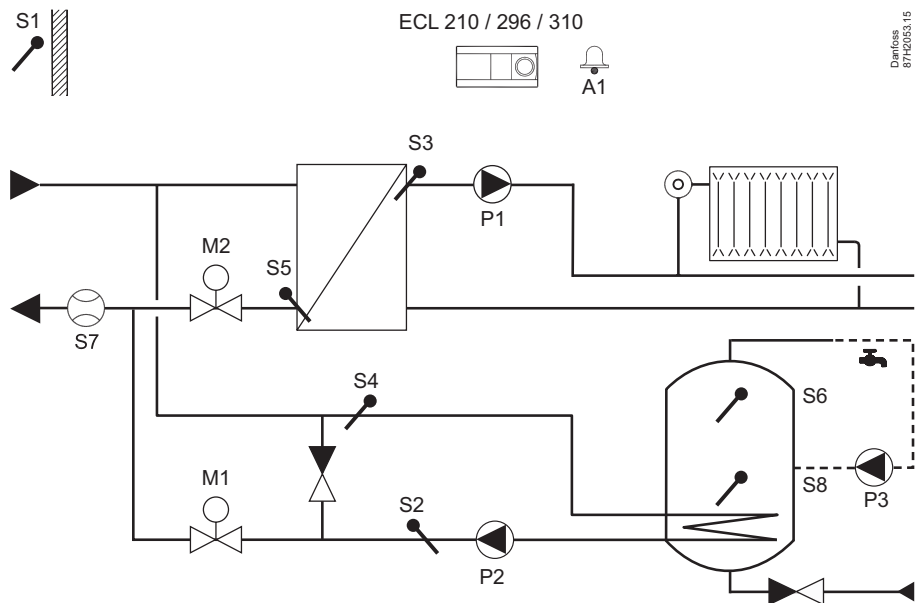 S1
ECL 210 / 296 / 310
A1
Danfoss
87H2053.15
S3
P1
M2
S5
S7
S4
S6
M1
S2
S8
P3
P2